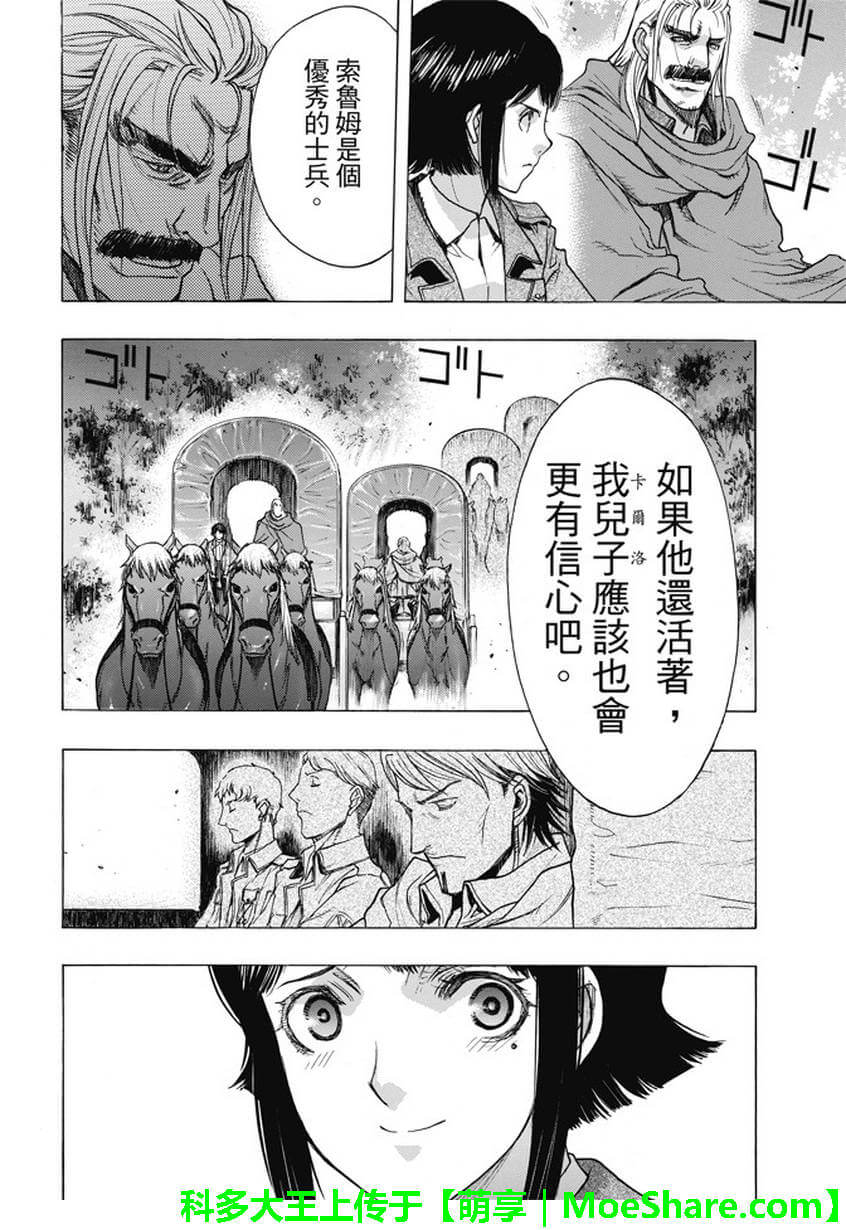 ゴト
ゴト
索魯姆是個
優秀的士兵。
ゴト
ゴト
如果他還活著，
卡爾洛
我兒子應該也會
更有信心吧。
科多大王上传于【萌享｜MoeShare.com】